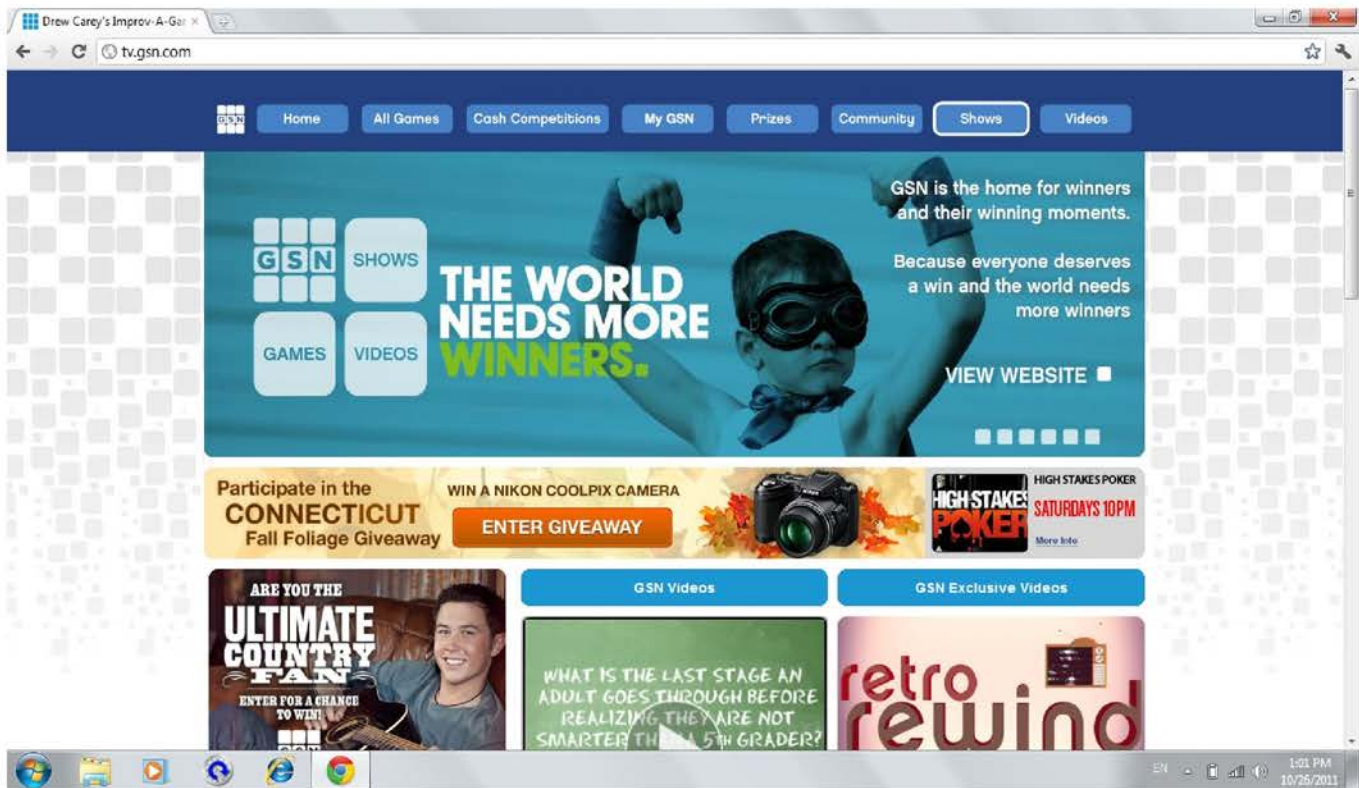 Drew Carey's Improv-A-Gar
tv.gsn.com
GSN
Home
All Games
Cash Competitions
My GSN
Prizes
Community
Shows
Videos
GSN
SHOWS
GAMES
VIDEOS
THE WORLD
NEEDS MORE
WINNERS.
GSN is the home for winners
and their winning moments.
Because everyone deserves
a win and the world needs
more winners
VIEW WEBSITE
Participate in the
CONNECTICUT
Fall Foliage Giveaway
WIN A NIKON COOLPIX CAMERA
ENTER GIVEAWAY
HIGH STAKES
POKER
HIGH STAKES POKER
SATURDAYS 10PM
More Info
ARE YOU THE
ULTIMATE
COUNTRY
FAN
ENTER FOR A CHANCE
TO WIN!
GSN
GSN Videos
WHAT IS THE LAST STAGE AN
ADULT GOES THROUGH BEFORE
REALIZING THEY ARE NOT
SMARTER THAN A 5TH GRADER?
GSN Exclusive Videos
retro
rewind
EN
1:01 PM
10/25/2011